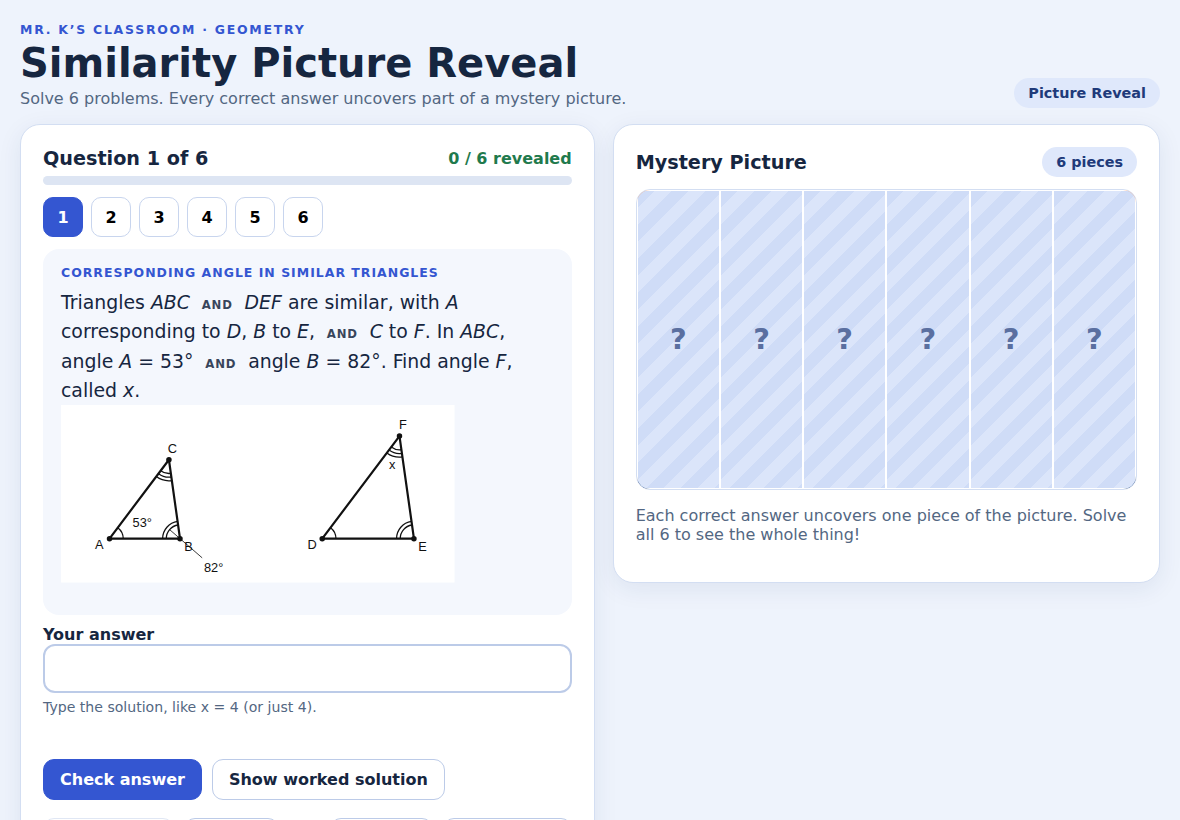 MR. K’S CLASSROOM · GEOMETRY
Similarity Picture Reveal
Solve 6 problems. Every correct answer uncovers part of a mystery picture.
Picture Reveal
Question 1 of 6
0 / 6 revealed
1 2 3 4 5 6
CORRESPONDING ANGLE IN SIMILAR TRIANGLES
Triangles ABC AND DEF are similar, with A
corresponding to D, B to E, AND C to F. In ABC,
angle A = 53° AND angle B = 82°. Find angle F,
called x.
F
C
x
53°
A
B
D
E
82°
Your answer
Type the solution, like x = 4 (or just 4).
Check answer
Show worked solution
Mystery Picture
6 pieces
? ? ? ? ? ?
Each correct answer uncovers one piece of the picture. Solve
all 6 to see the whole thing!